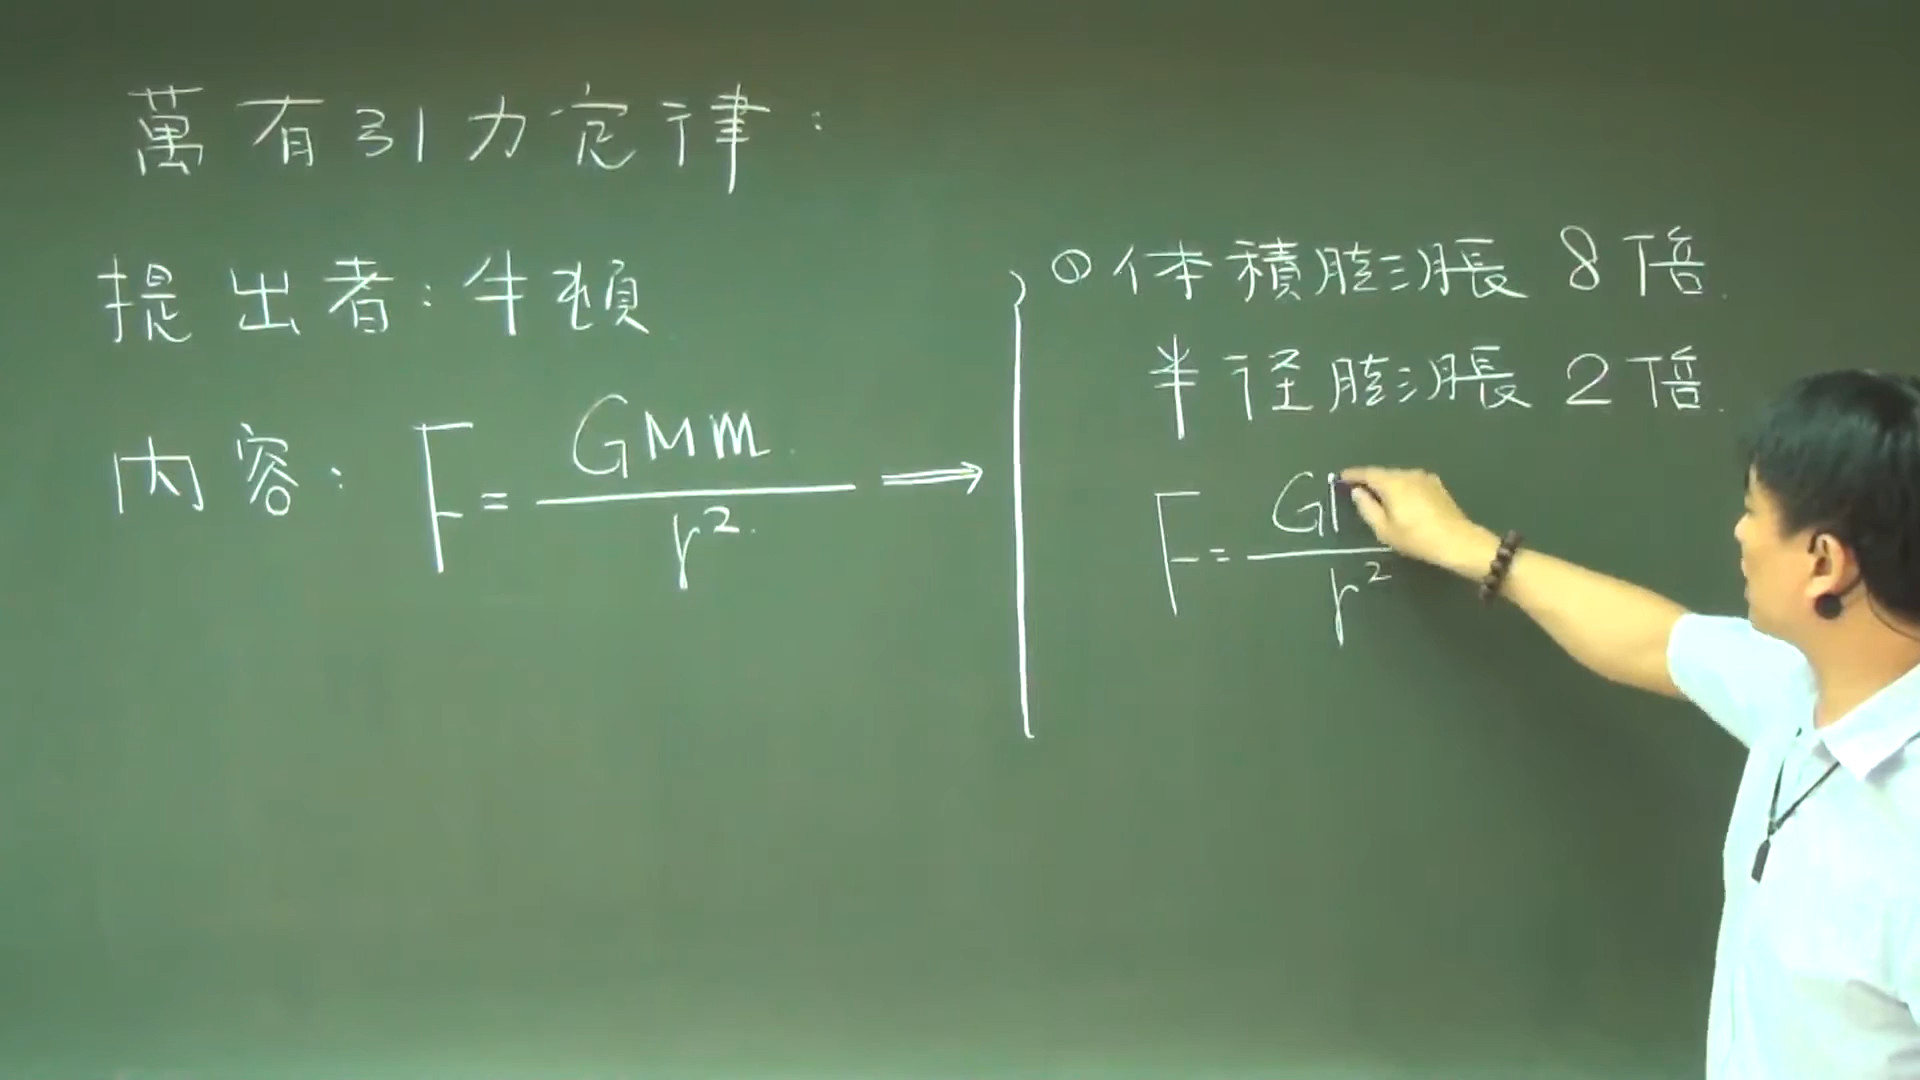 萬有引力定律:
提出者:牛頓
內容: F = GMm / r². ⇒
① 体積膨脹 8 倍.
半径膨脹 2 倍.
F = G / r²